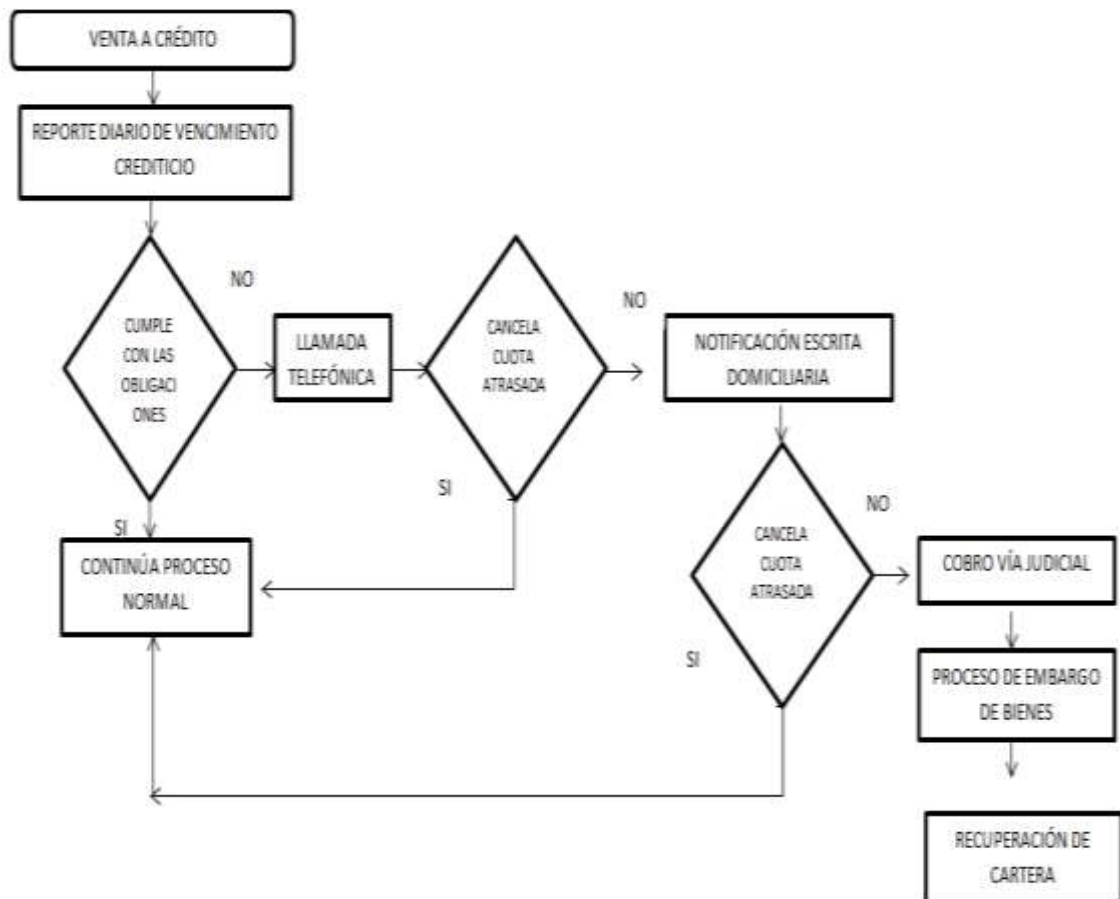 VENTA A CRÉDITO
REPORTE DIARIO DE VENCIMIENTO
CREDITICIO
CUMPLE
CON LAS
OBLIGACI
ONES
NO
SI
LLAMADA
TELEFÓNICA
CANCELA
CUOTA
ATRASADA
NO
SI
NOTIFICACIÓN ESCRITA
DOMICILIARIA
CANCELA
CUOTA
ATRASADA
NO
SI
CONTINÚA PROCESO
NORMAL
COBRO VÍA JUDICIAL
PROCESO DE EMBARGO
DE BIENES
RECUPERACIÓN DE
CARTERA